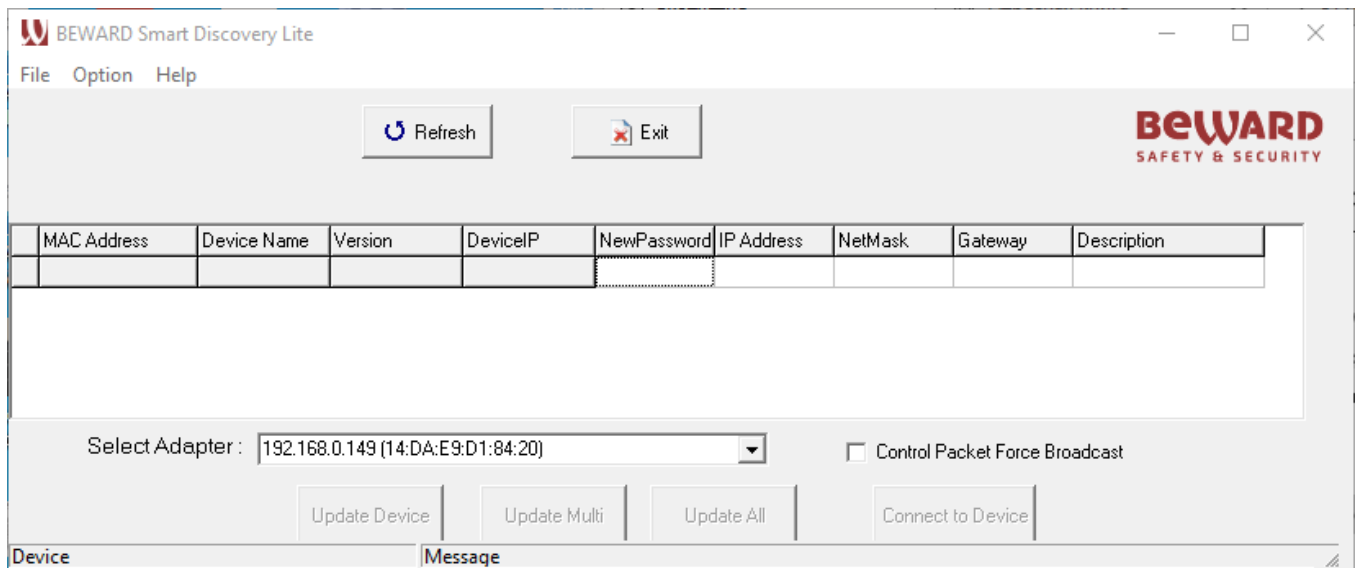 BEWARD Smart Discovery Lite
File Option Help
Refresh Exit
BEWARD
SAFETY & SECURITY
MAC Address Device Name Version DeviceIP NewPassword IP Address NetMask Gateway Description
Select Adapter : 192.168.0.149 (14:DA:E9:D1:84:20) Control Packet Force Broadcast
Update Device Update Multi Update All Connect to Device
Device Message